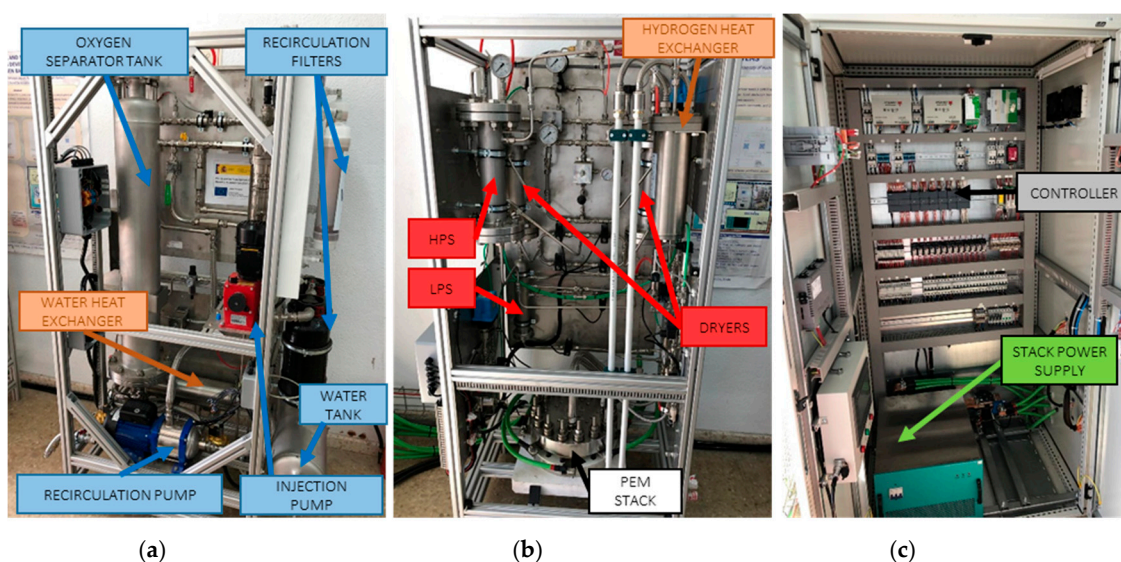 OXYGEN
SEPARATOR TANK
RECIRCULATION
FILTERS
WATER HEAT
EXCHANGER
WATER
TANK
RECIRCULATION PUMP
INJECTION
PUMP
HYDROGEN HEAT
EXCHANGER
HPS
LPS
DRYERS
PEM
STACK
CONTROLLER
STACK POWER
SUPPLY
(a)
(b)
(c)